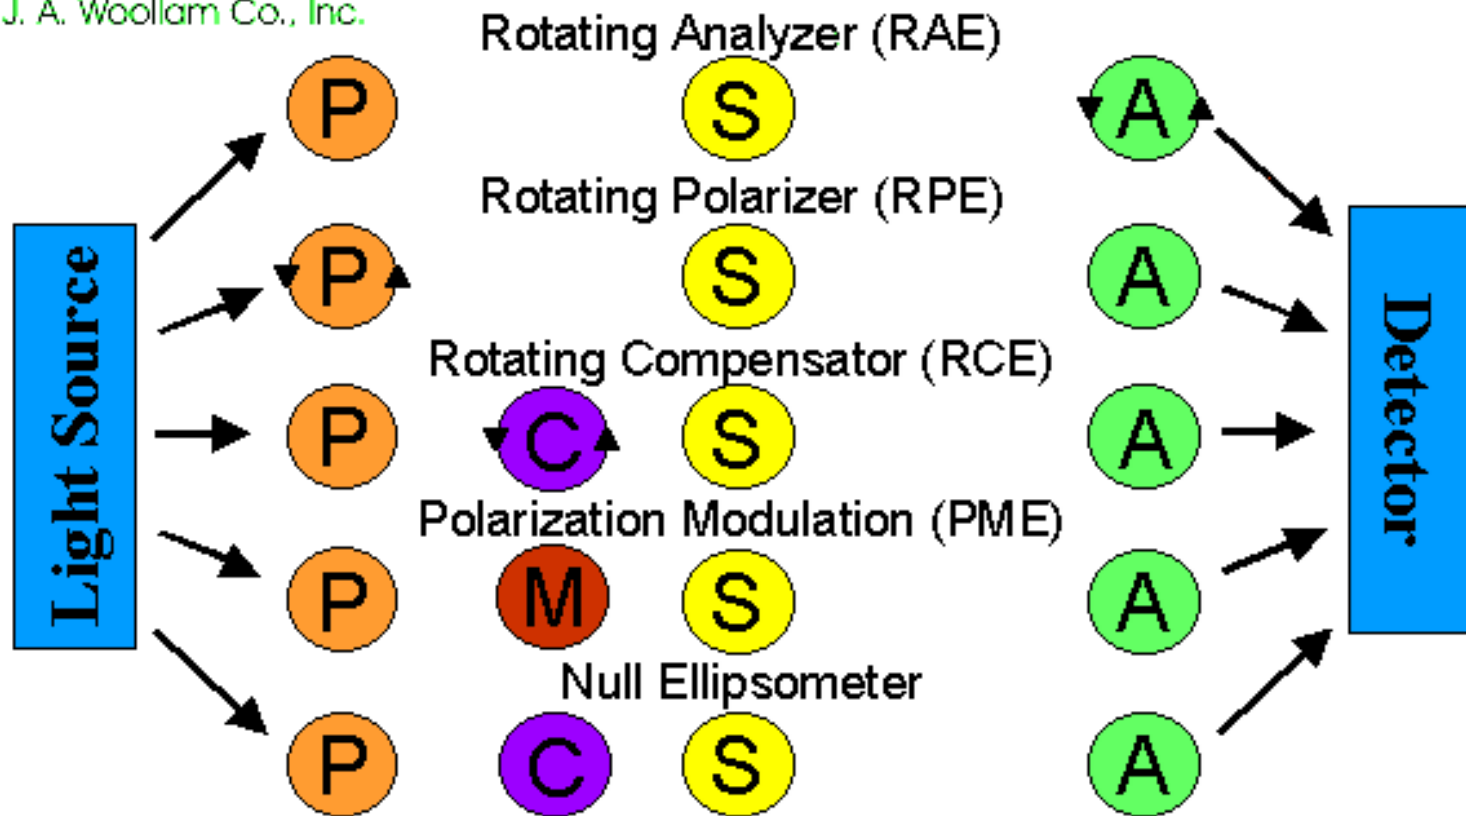 J. A. Woollam Co., Inc.
Rotating Analyzer (RAE)
P S A
Rotating Polarizer (RPE)
P S A
Light Source
Detector
Rotating Compensator (RCE)
P C S A
Polarization Modulation (PME)
P M S A
Null Ellipsometer
P C S A